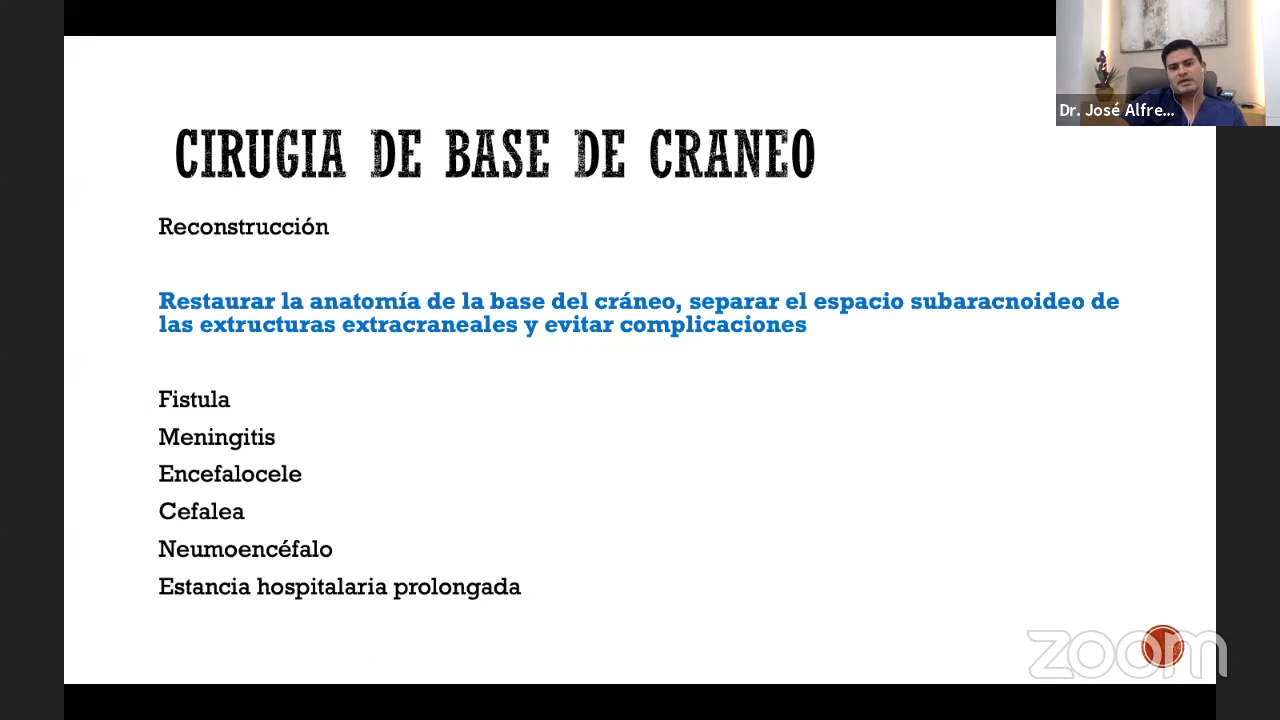 Dr. José Alfre...
CIRUGIA DE BASE DE CRANEO
Reconstrucción
Restaurar la anatomía de la base del cráneo, separar el espacio subaracnoideo de
las extructuras extracraneales y evitar complicaciones
Fistula
Meningitis
Encefalocele
Cefalea
Neumoencéfalo
Estancia hospitalaria prolongada
zoom